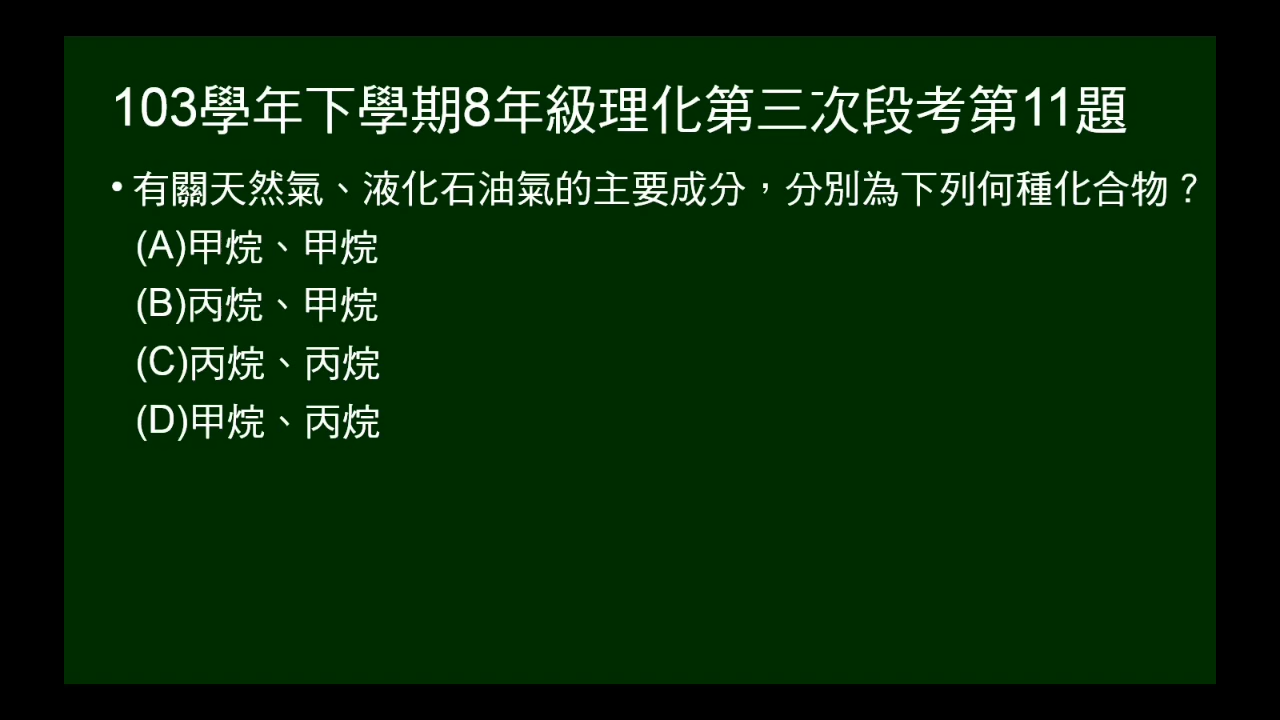 103學年下學期8年級理化第三次段考第11題
•有關天然氣、液化石油氣的主要成分，分別為下列何種化合物？
(A)甲烷、甲烷
(B)丙烷、甲烷
(C)丙烷、丙烷
(D)甲烷、丙烷